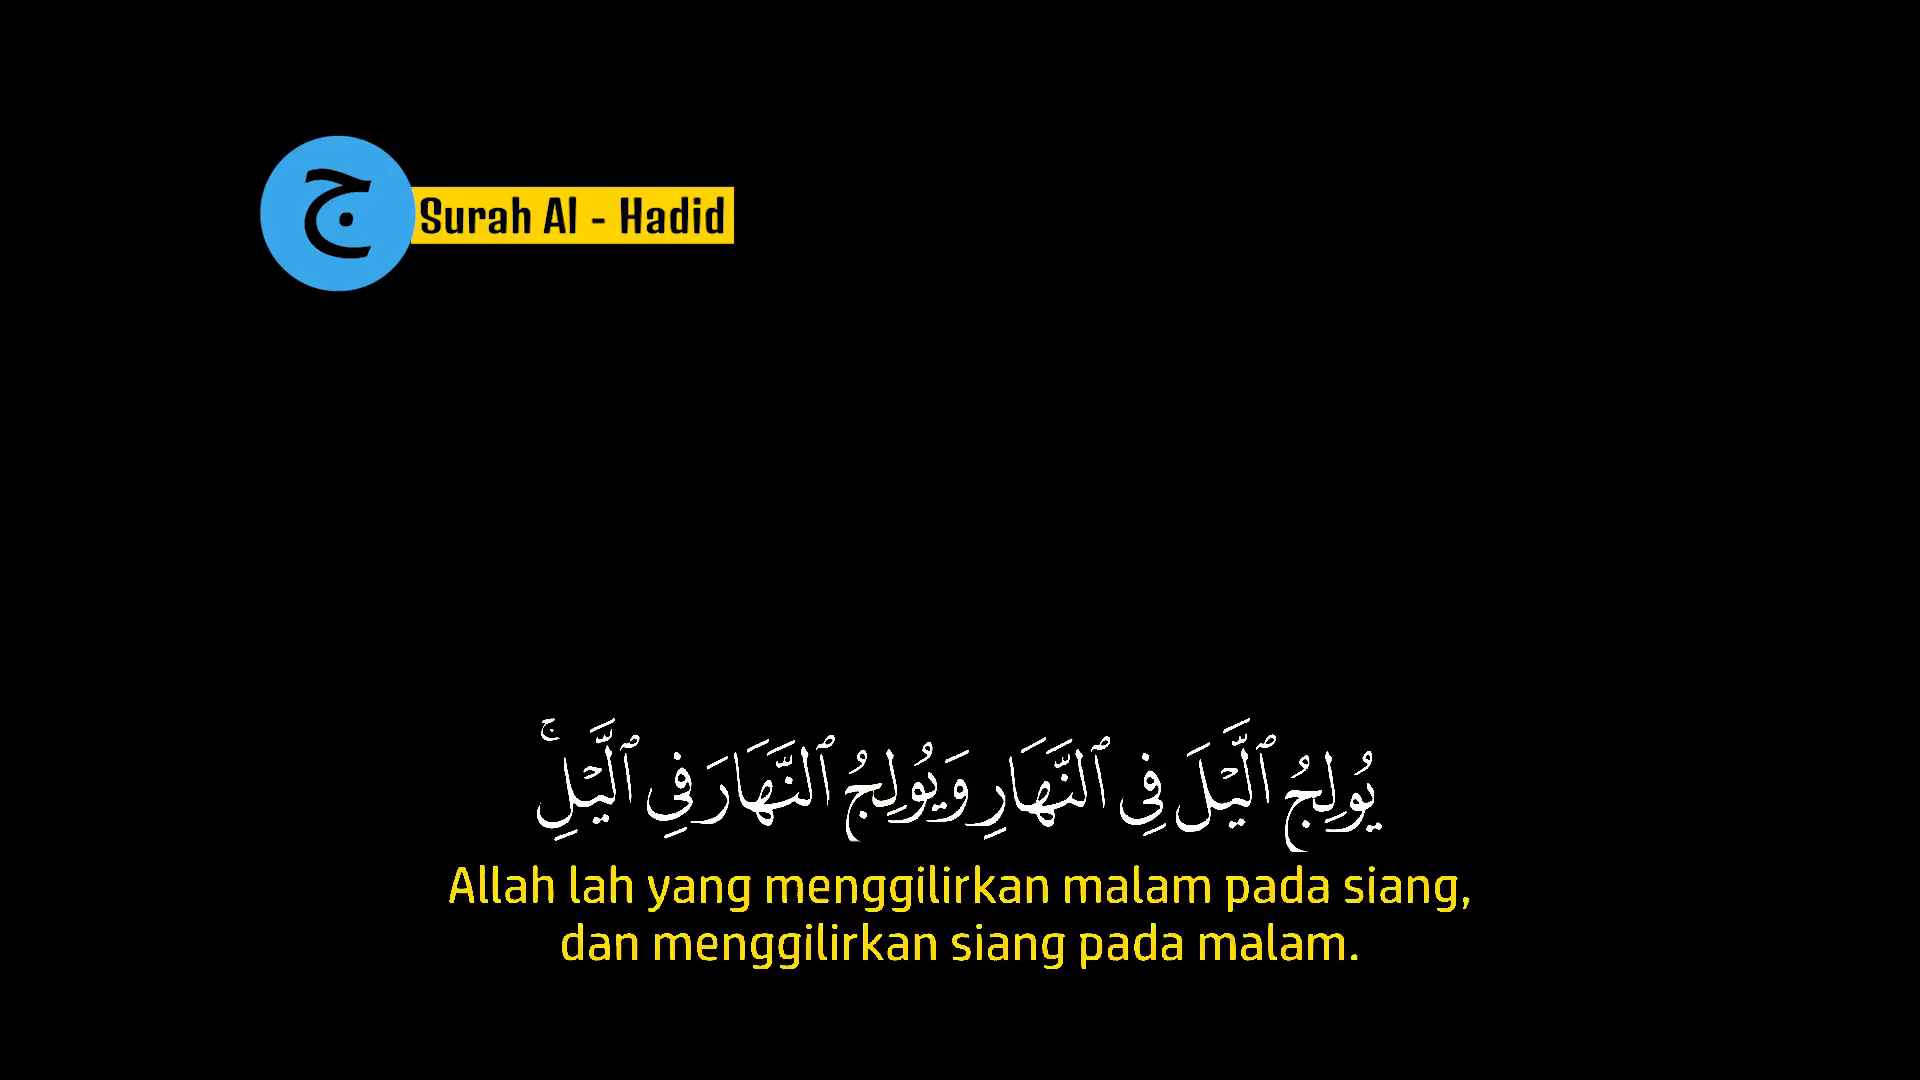 ج
Surah Al - Hadid
يُولِجُ ٱلَّيْلَ فِى ٱلنَّهَارِ وَيُولِجُ ٱلنَّهَارَ فِى ٱلَّيْلِ ۚ
Allah lah yang menggilirkan malam pada siang,
dan menggilirkan siang pada malam.